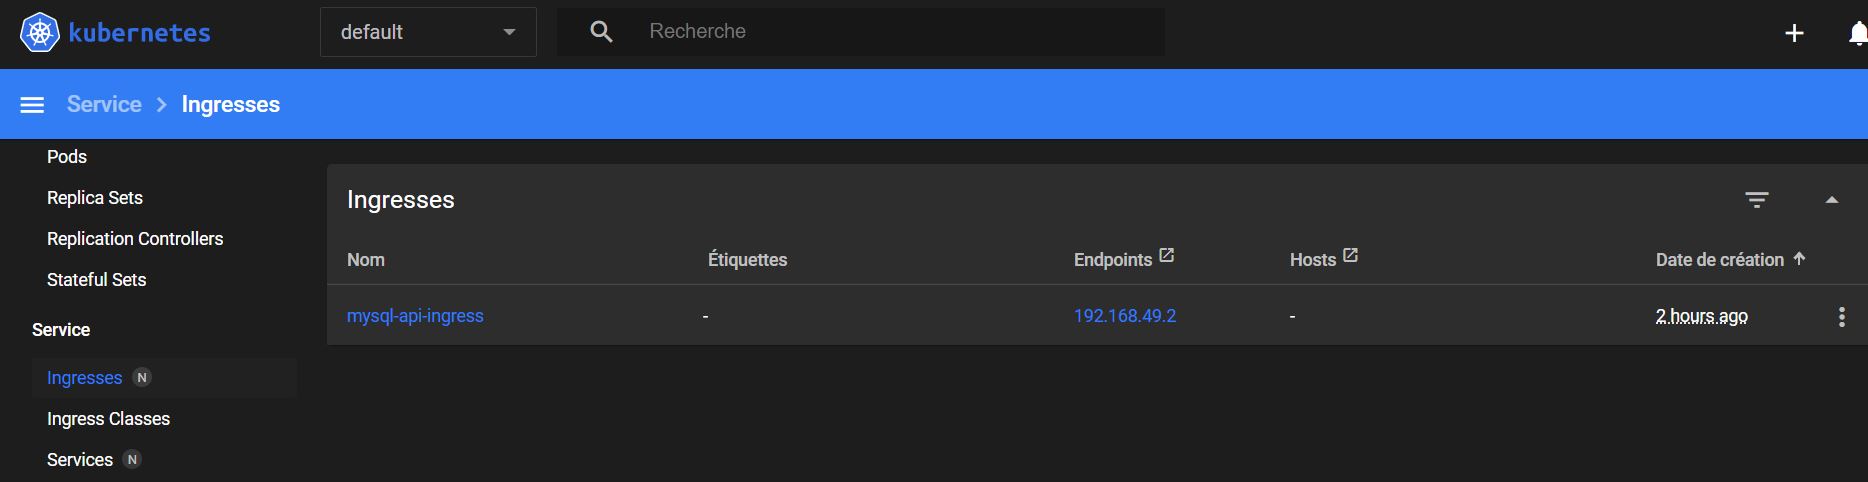 kubernetes
default
Recherche
Service
Ingresses
Pods
Replica Sets
Replication Controllers
Stateful Sets
Service
Ingresses N
Ingress Classes
Services N
Ingresses
Nom Étiquettes Endpoints Hosts Date de création
mysql-api-ingress - 192.168.49.2 - 2 hours ago